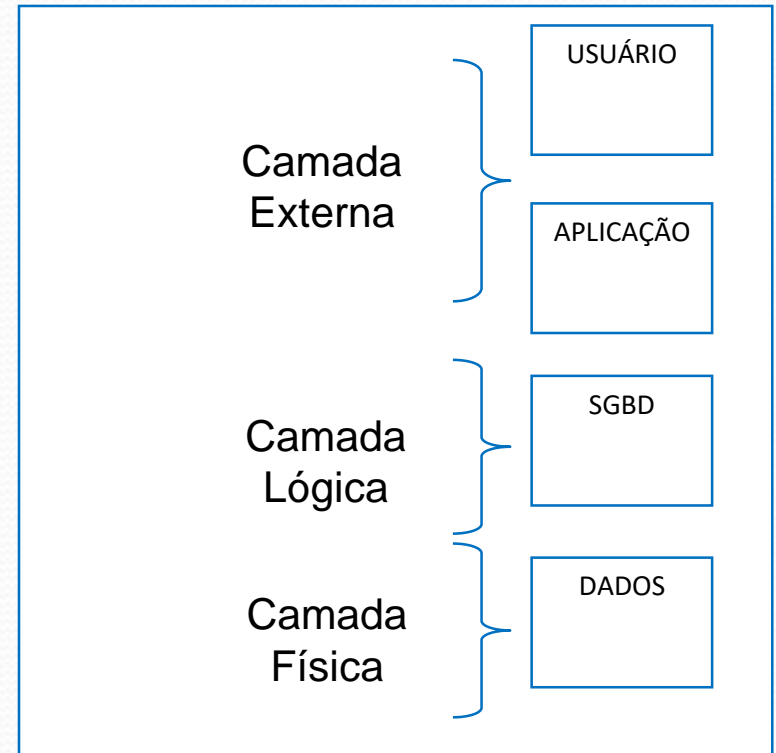 USUÁRIO
Camada
Externa
APLICAÇÃO
SGBD
Camada
Lógica
DADOS
Camada
Física